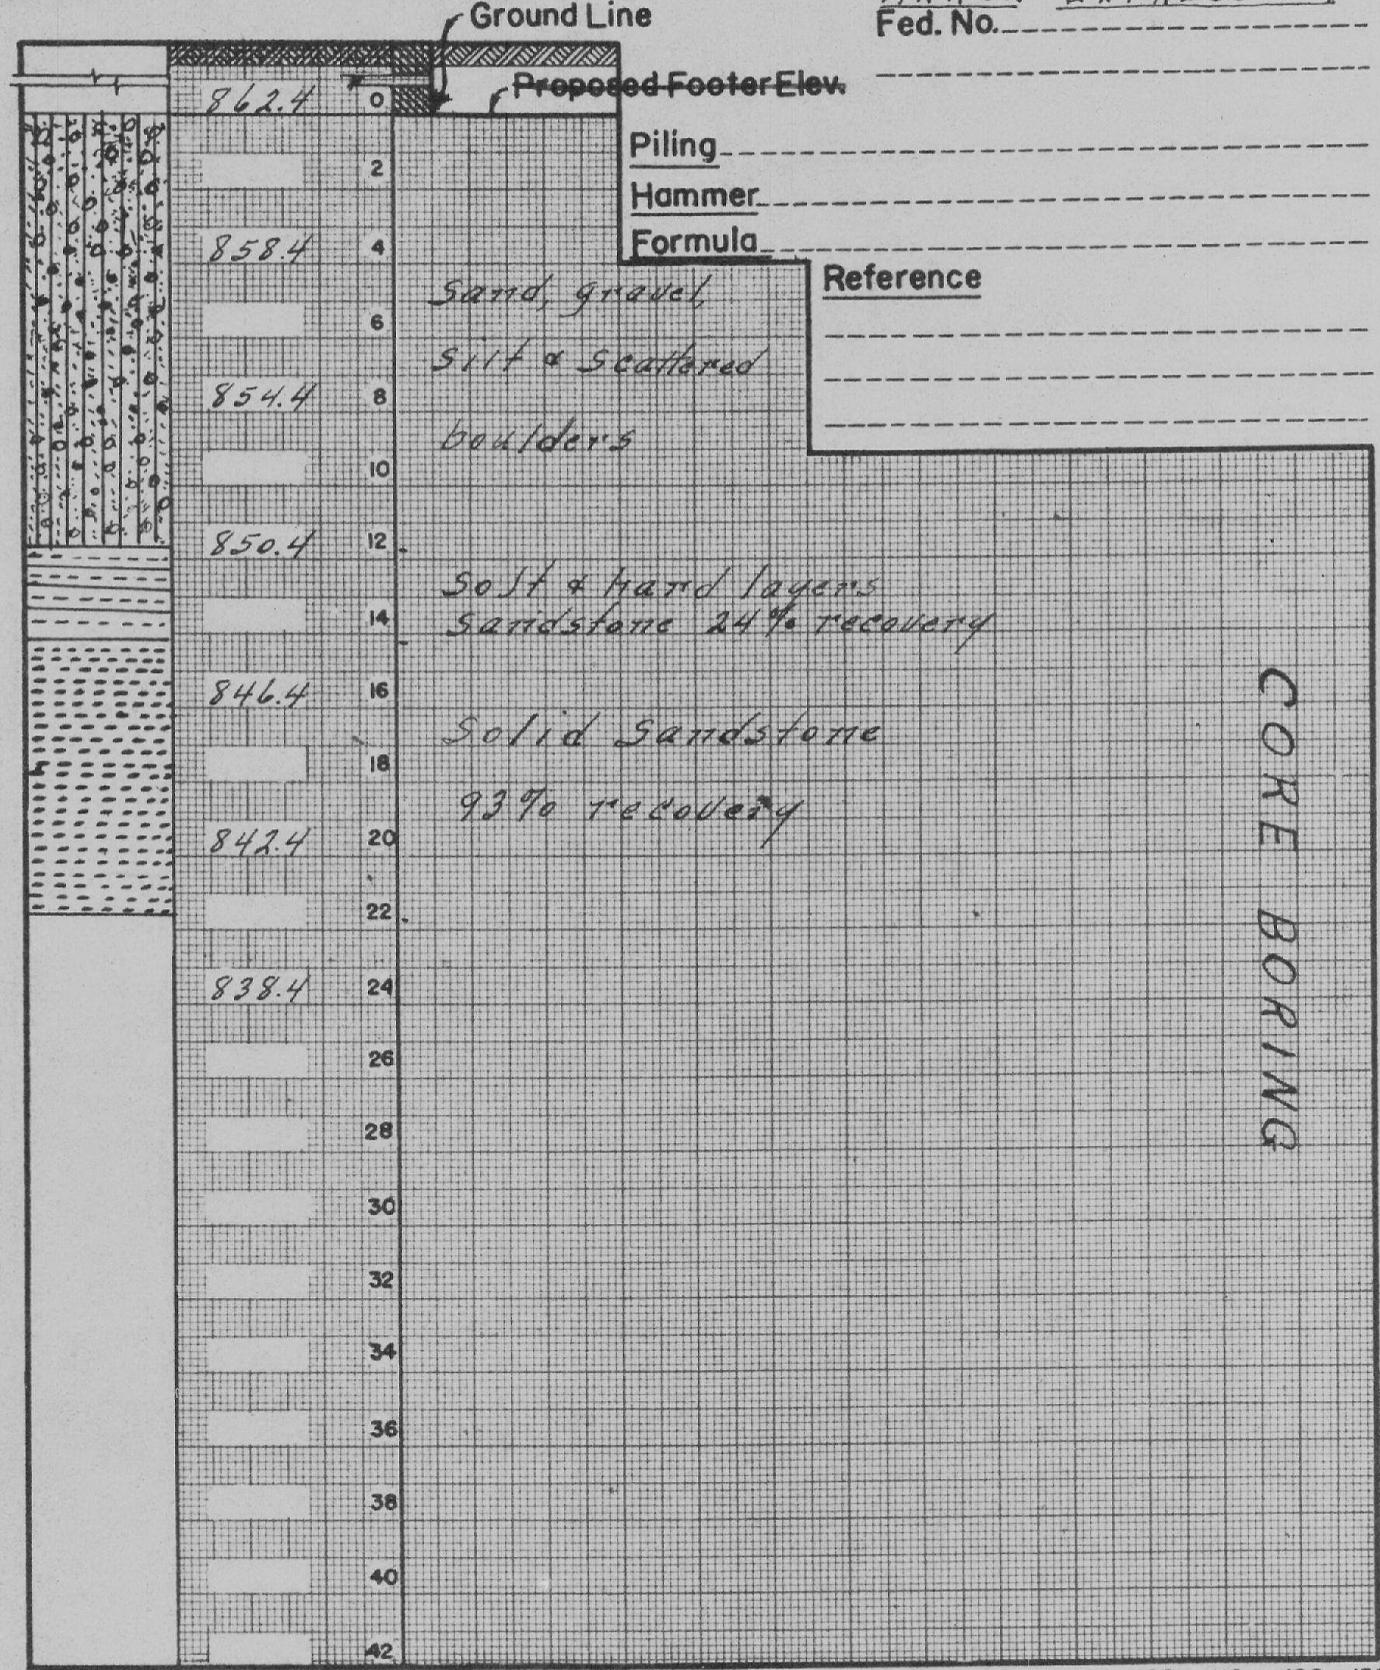 Ground Line
Fed. No.
Proposed Footer Elev.
862.4 0
Piling
2
Hammer
858.4 4
Formula
Reference
Sand, gravel,
6
silt & scattered
854.4 8
boulders
10
850.4 12
Soft & hard layers
14
Sandstone 24% recovery
846.4 16
Solid Sandstone
18
93% recovery
842.4 20
22
838.4 24
26
28
30
32
34
36
38
40
42
CORE BORING